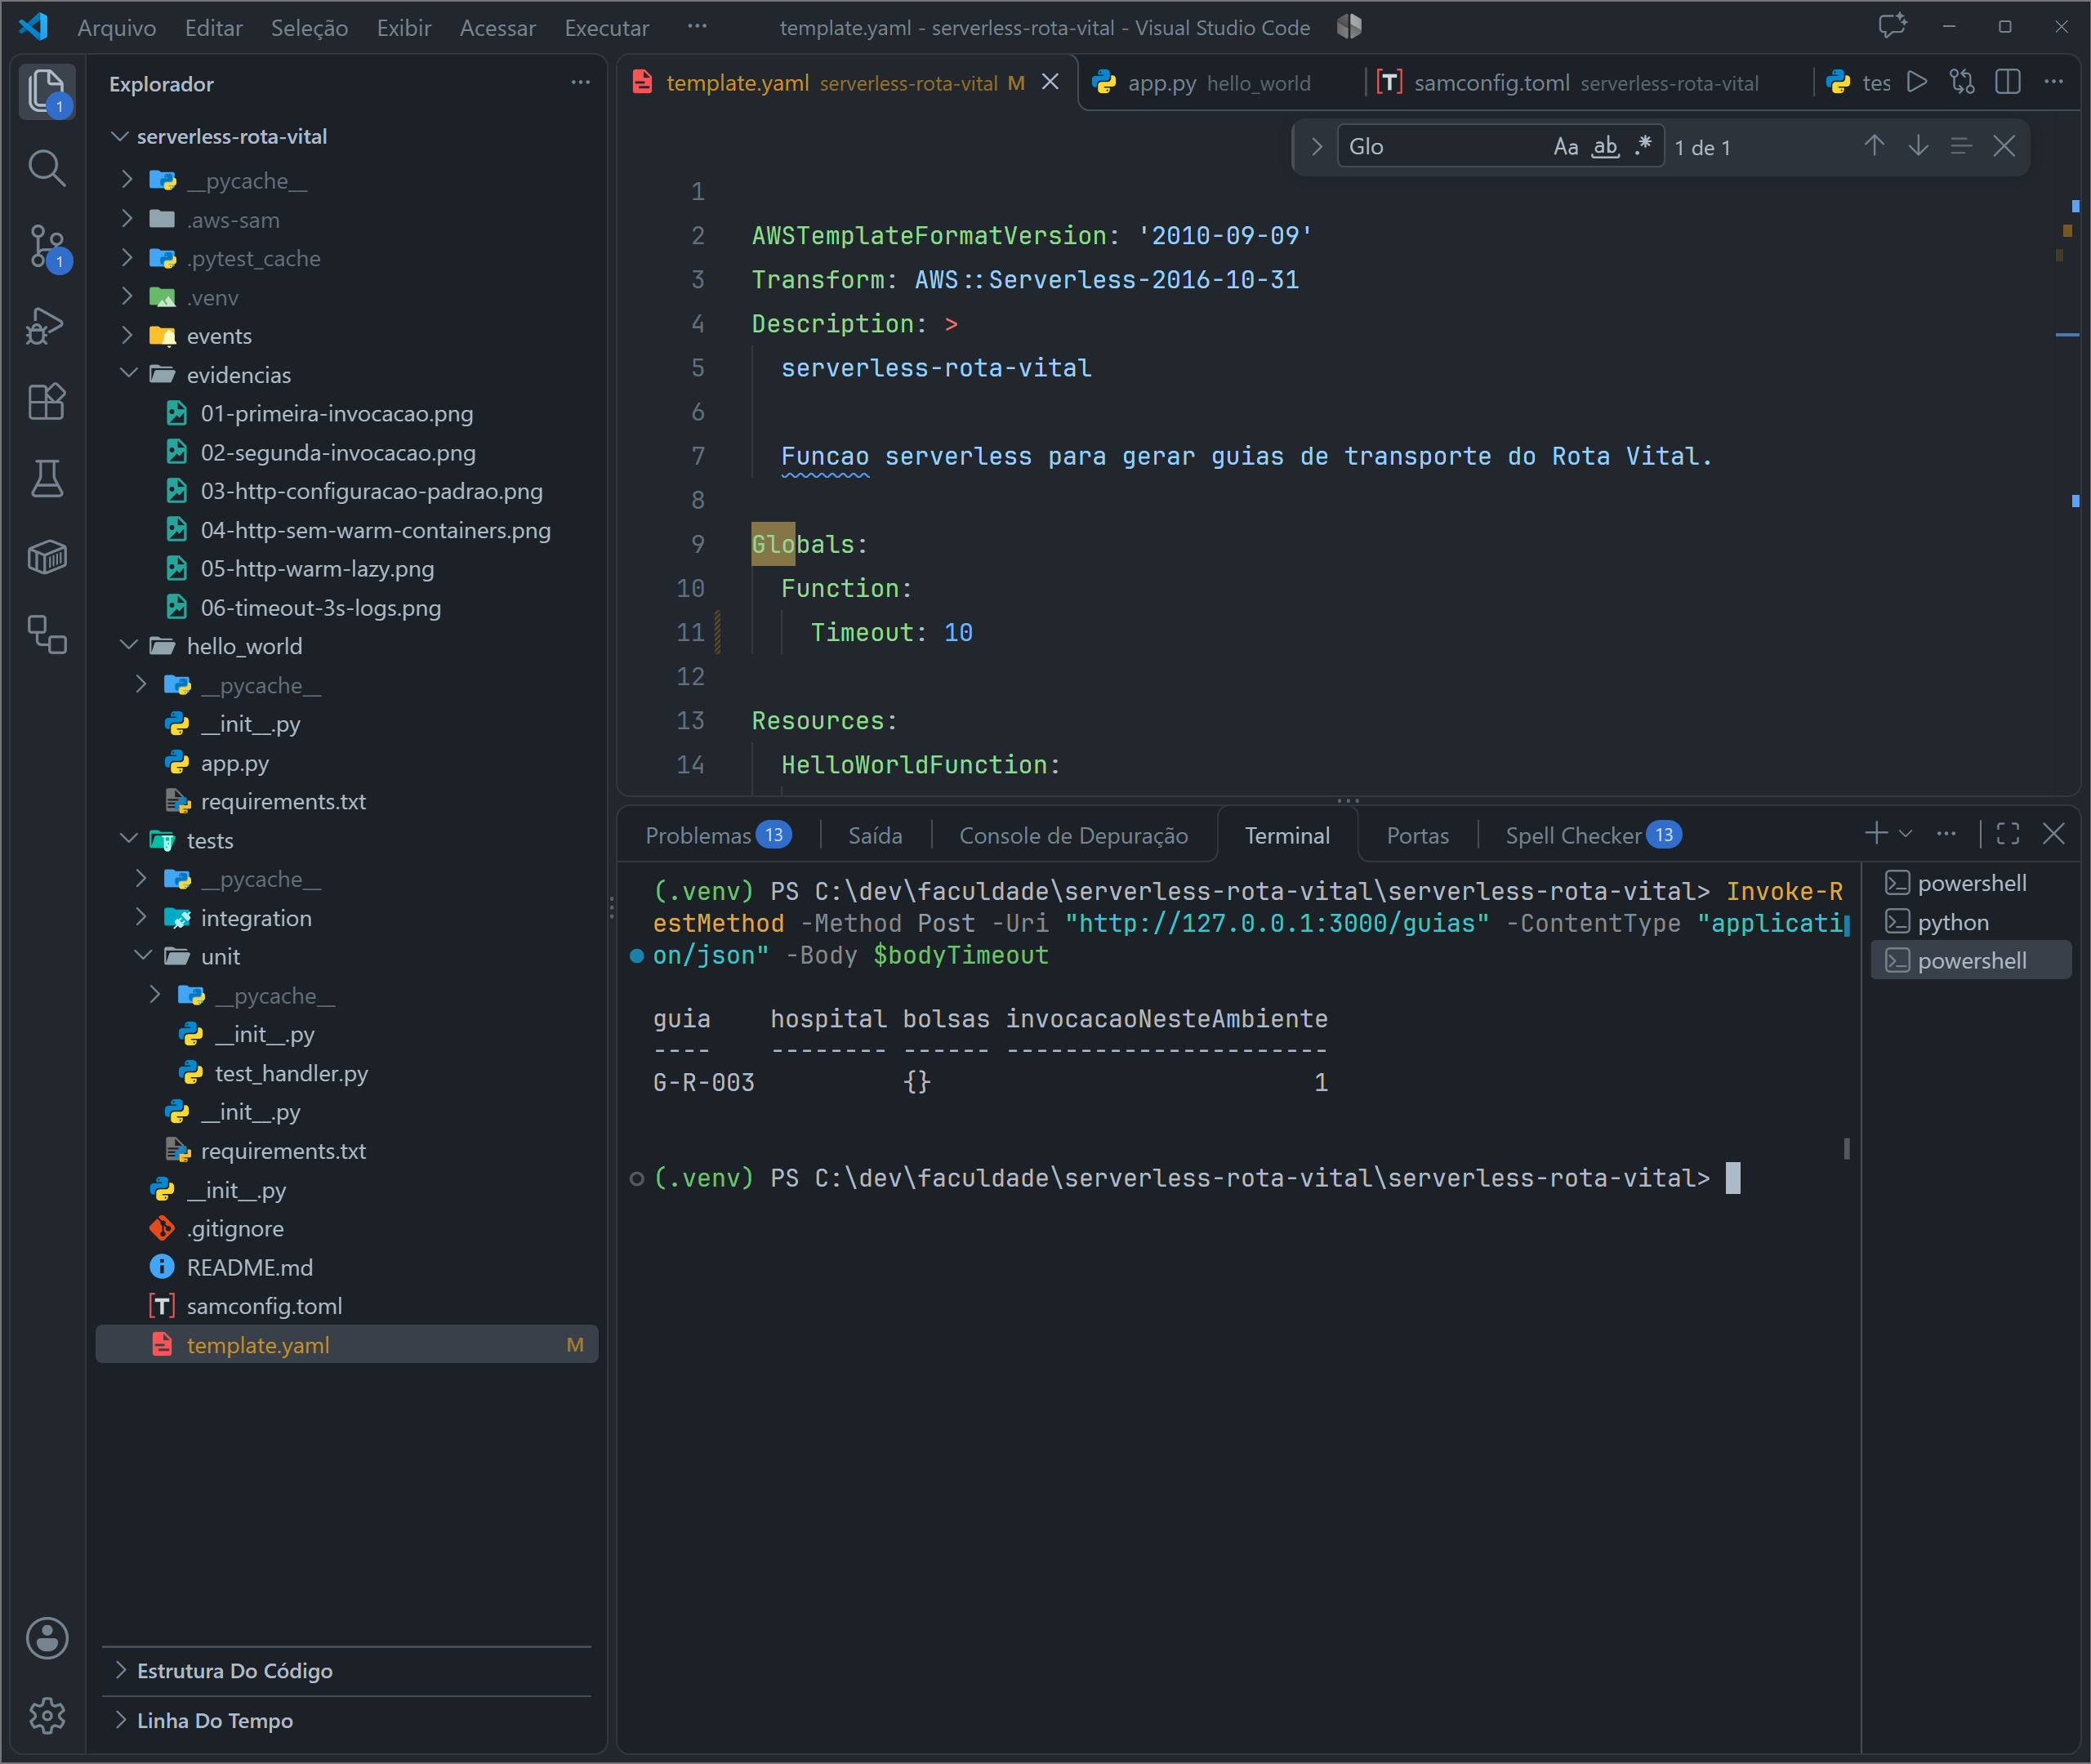 Arquivo Editar Seleção Exibir Acessar Executar ··· template.yaml - serverless-rota-vital - Visual Studio Code
Explorador ···
serverless-rota-vital
__pycache__
.aws-sam
.pytest_cache
.venv
events
evidencias
01-primeira-invocacao.png
02-segunda-invocacao.png
03-http-configuracao-padrao.png
04-http-sem-warm-containers.png
05-http-warm-lazy.png
06-timeout-3s-logs.png
hello_world
__pycache__
__init__.py
app.py
requirements.txt
tests
__pycache__
integration
unit
__pycache__
__init__.py
test_handler.py
__init__.py
requirements.txt
__init__.py
.gitignore
README.md
samconfig.toml
template.yaml M
Estrutura Do Código
Linha Do Tempo
1
1
template.yaml serverless-rota-vital M app.py hello_world [T] samconfig.toml serverless-rota-vital tes ···
Glo Aa ab .* 1 de 1
1
2 AWSTemplateFormatVersion: '2010-09-09'
3 Transform: AWS::Serverless-2016-10-31
4 Description: >
5 serverless-rota-vital
6
7 Funcao serverless para gerar guias de transporte do Rota Vital.
8
9 Globals:
10 Function:
11 Timeout: 10
12
13 Resources:
14 HelloWorldFunction:
Problemas 13 Saída Console de Depuração Terminal Portas Spell Checker 13 ···
(.venv) PS C:\dev\faculdade\serverless-rota-vital\serverless-rota-vital> Invoke-R
estMethod -Method Post -Uri "http://127.0.0.1:3000/guias" -ContentType "applicati
on/json" -Body $bodyTimeout
guia hospital bolsas invocacaoNesteAmbiente
---- -------- ------ ----------------------
G-R-003 {} 1
(.venv) PS C:\dev\faculdade\serverless-rota-vital\serverless-rota-vital>
powershell
python
powershell